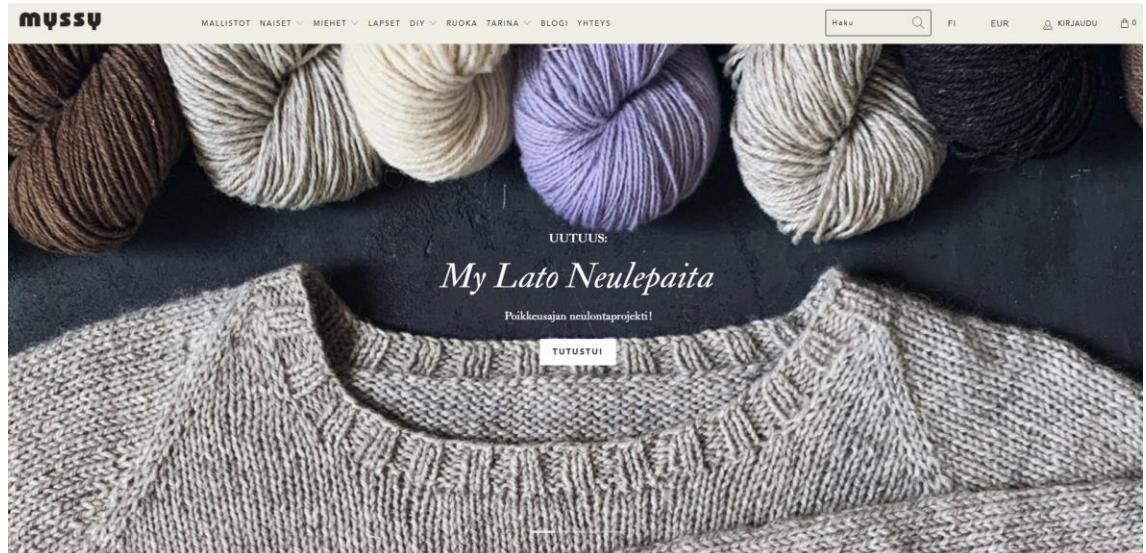 myssy
MALLISTOT NAISET MIEHET LAPSET DIY RUOKA TARINA BLOGI YHTEYS
Haku
FI
EUR
KIRJAUDU
0
UUTUUS:
My Lato Neulepaita
Poikkeusajan neulontaprojekti!
TUTUSTUI